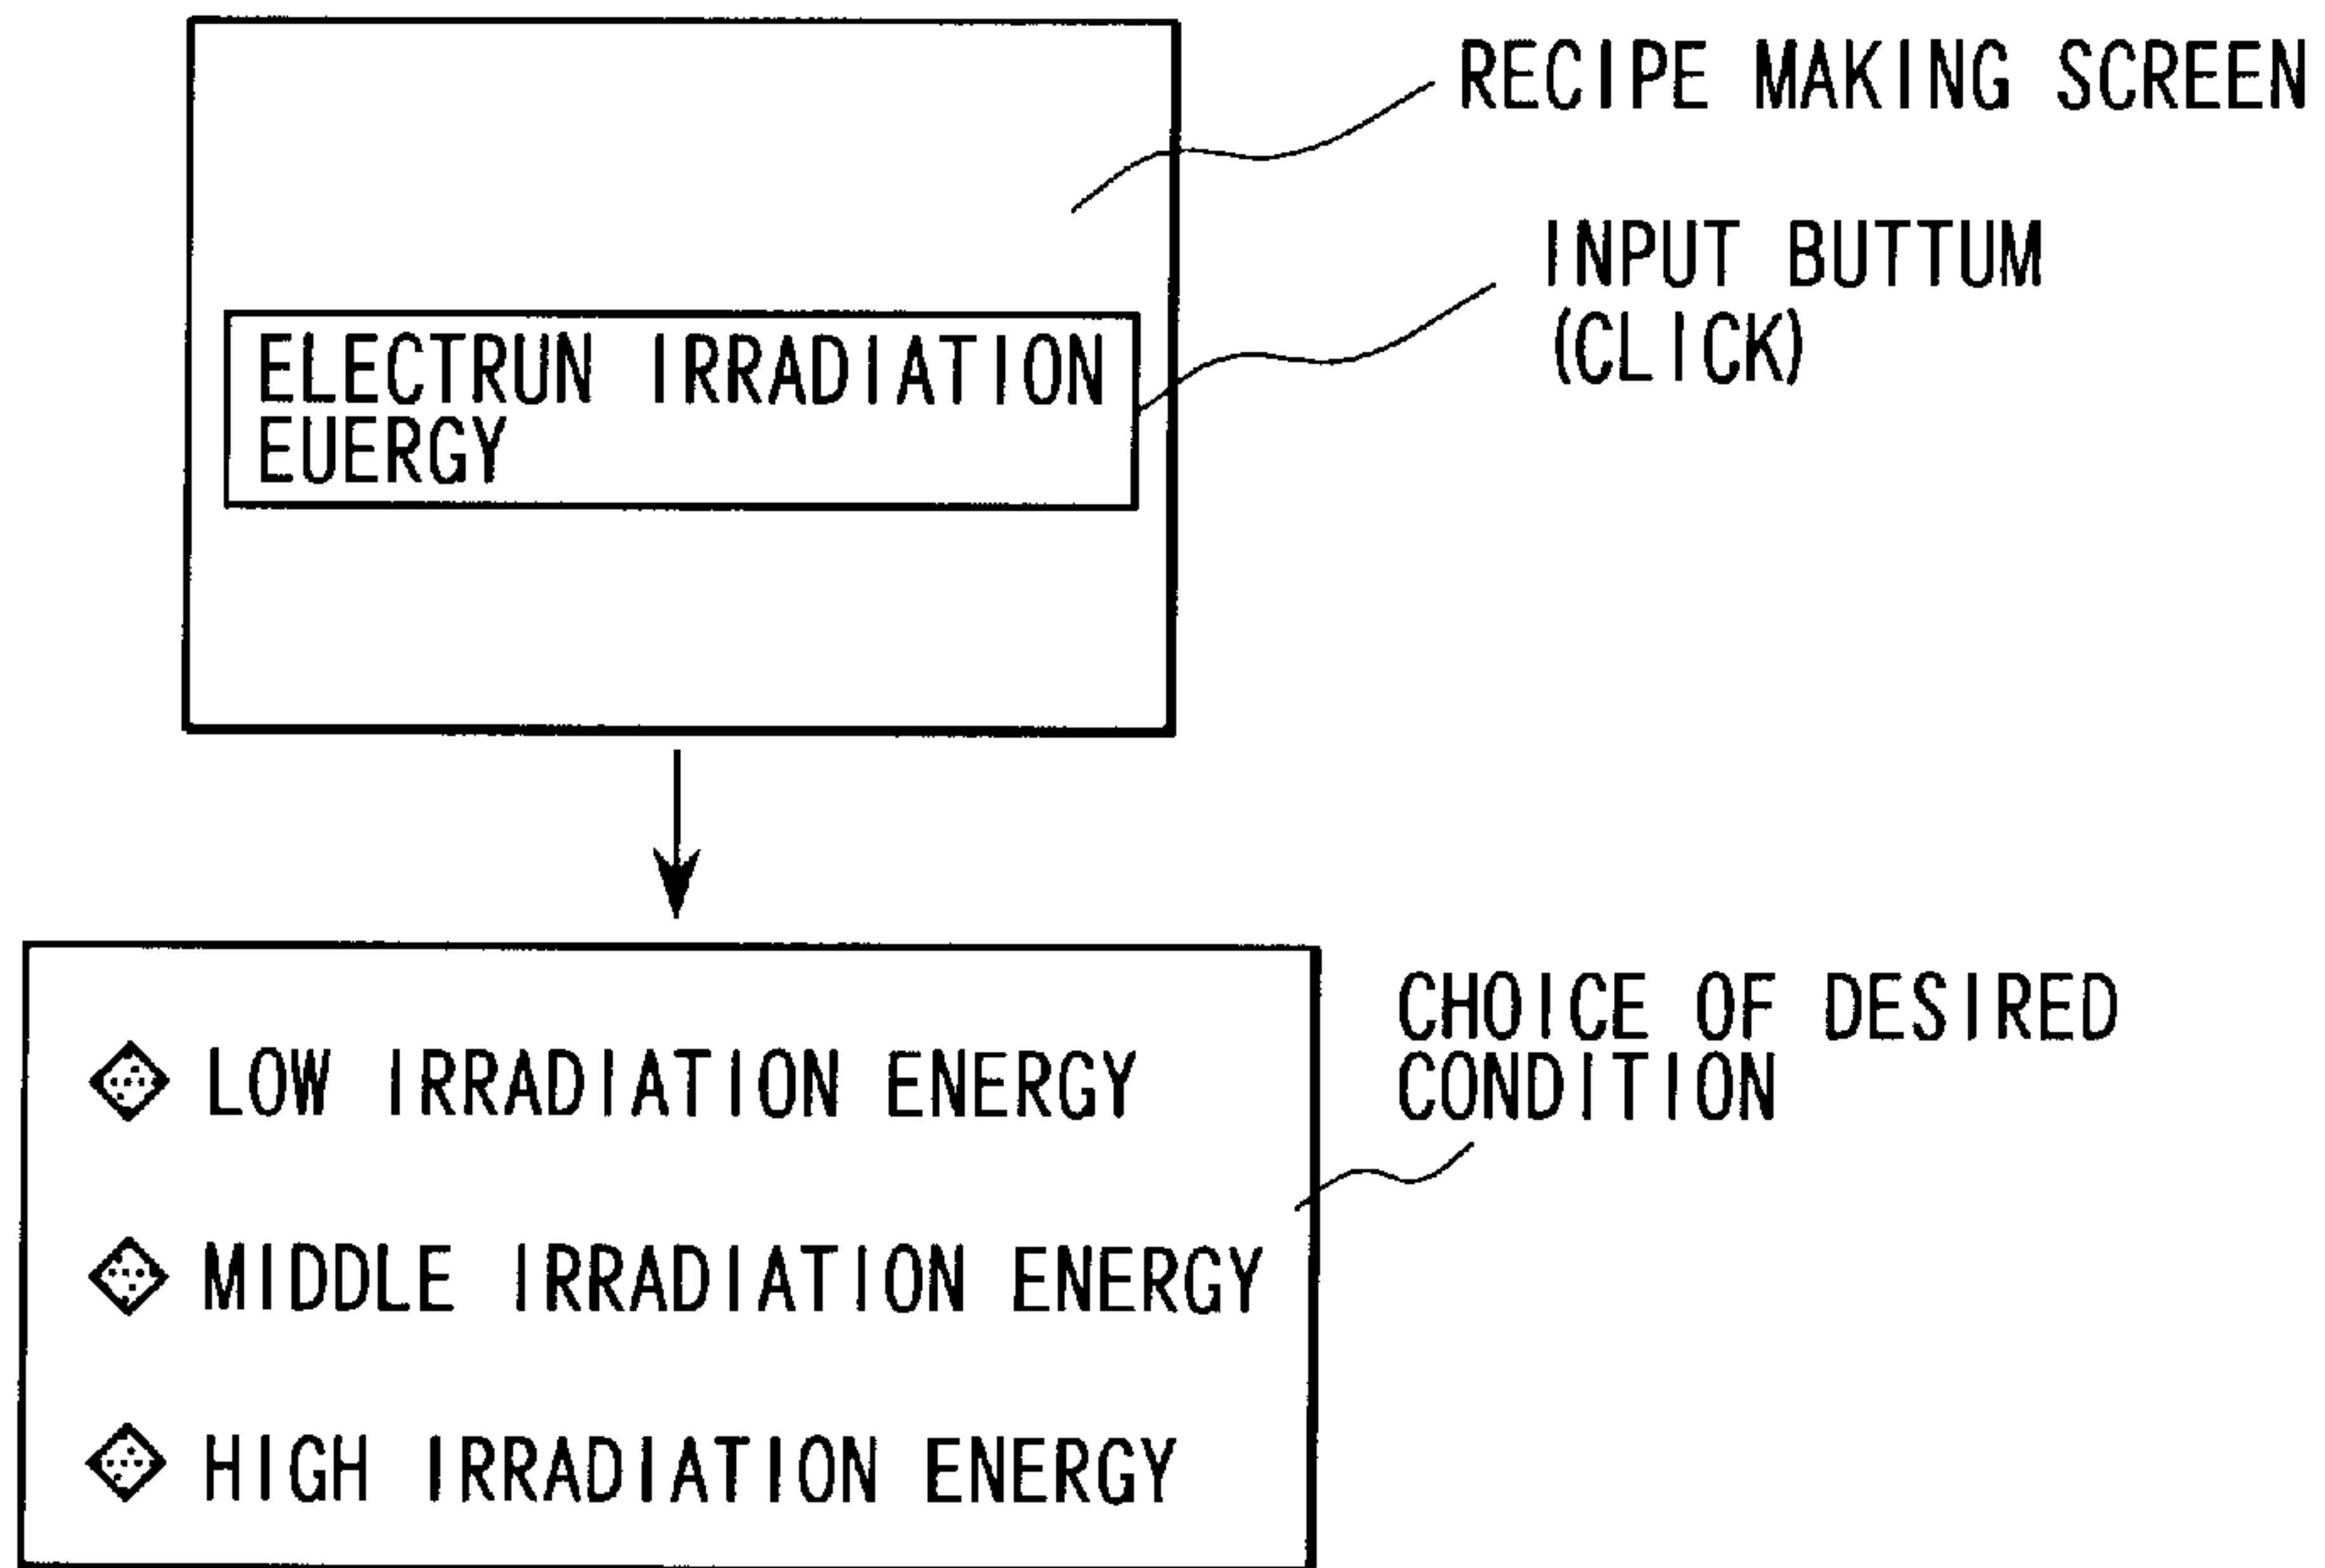 RECIPE MAKING SCREEN
INPUT BUTTUM
(CLICK)
ELECTRUN IRRADIATION
EUERGY
CHOICE OF DESIRED
CONDITION
LOW IRRADIATION ENERGY
MIDDLE IRRADIATION ENERGY
HIGH IRRADIATION ENERGY